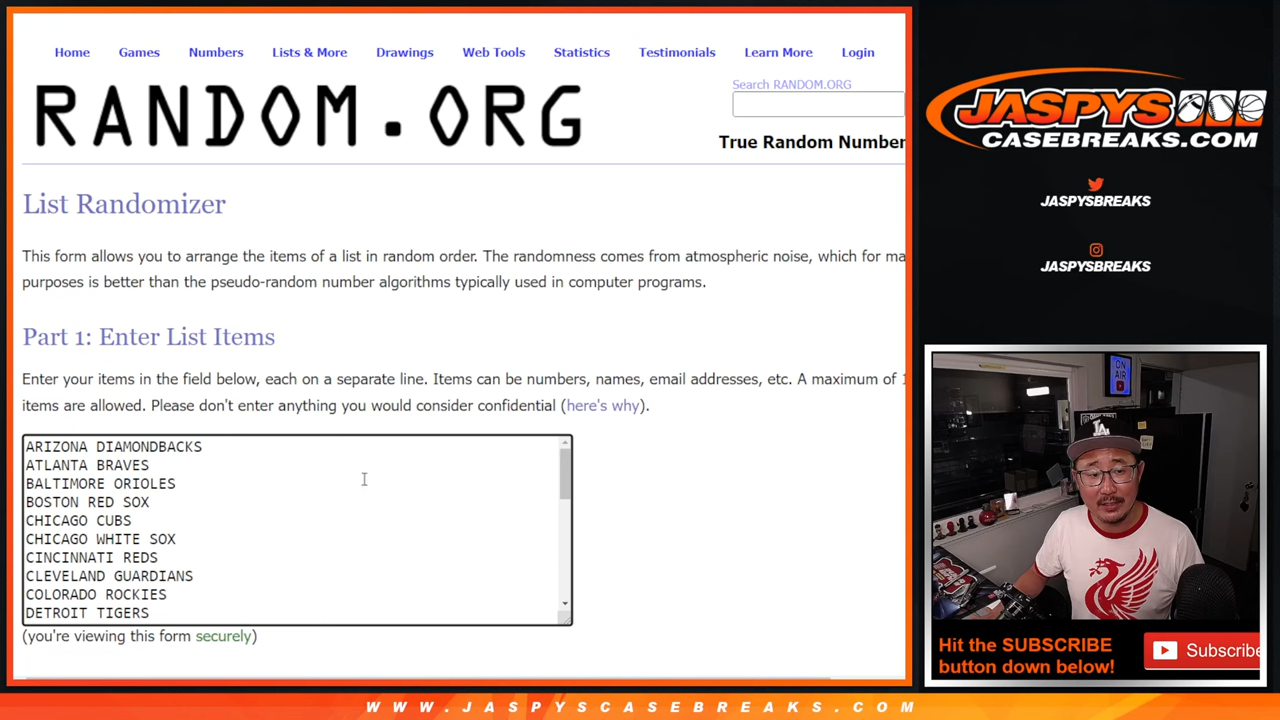 Home Games Numbers Lists & More Drawings Web Tools Statistics Testimonials Learn More Login
RANDOM.ORG
Search RANDOM.ORG
True Random Number
List Randomizer
This form allows you to arrange the items of a list in random order. The randomness comes from atmospheric noise, which for ma
purposes is better than the pseudo-random number algorithms typically used in computer programs.
Part 1: Enter List Items
Enter your items in the field below, each on a separate line. Items can be numbers, names, email addresses, etc. A maximum of 1
items are allowed. Please don't enter anything you would consider confidential (here's why).
ARIZONA DIAMONDBACKS
ATLANTA BRAVES
BALTIMORE ORIOLES
BOSTON RED SOX
CHICAGO CUBS
CHICAGO WHITE SOX
CINCINNATI REDS
CLEVELAND GUARDIANS
COLORADO ROCKIES
DETROIT TIGERS
(you're viewing this form securely)
JASPYS
CASEBREAKS.COM
JASPYSBREAKS
JASPYSBREAKS
ON
AIR
LA
Hit the SUBSCRIBE
button down below!
Subscribe
WWW.JASPYSCASEBREAKS.COM